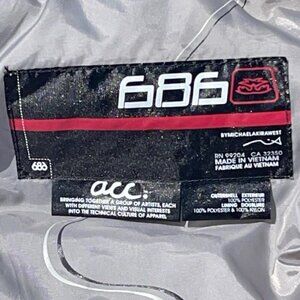 686
BYMICHAELAKIRAWEST
RN 99204 CA 32350
MADE IN VIETNAM
FABRIQUE AU VIETNAM
686
acc:
BRINGING TOGETHER A GROUP OF ARTISTS, EACH
WITH DIFFERENT VIEWS AND VISUAL INTERESTS
INTO THE TECHNICAL CULTURE OF APPAREL
OUTERSHELL EXTERIEUR
100% POLYESTER
LINING DOUBLURE
100% POLYESTER & 100% NYLON